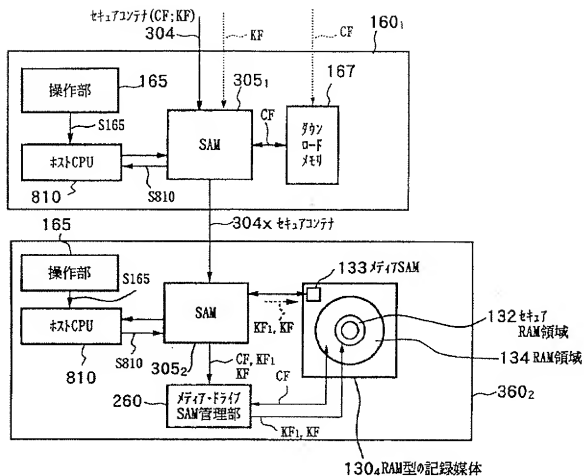 セキュアコンテナ(CF;KF)
304
KF
CF
160₁
操作部
165
305₁
167
S165
SAM
CF
ダウン
ロード
メモリ
ホストCPU
810
S810
304x セキュアコンテナ
165
操作部
S165
SAM
133 メディアSAM
KF₁, KF
132 セキュア
RAM領域
134 RAM領域
ホストCPU
810
S810
305₂
CF, KF₁
KF
260
メディア・ドライブ
SAM管理部
CF
KF₁, KF
360₂
130₄ RAM型の記録媒体